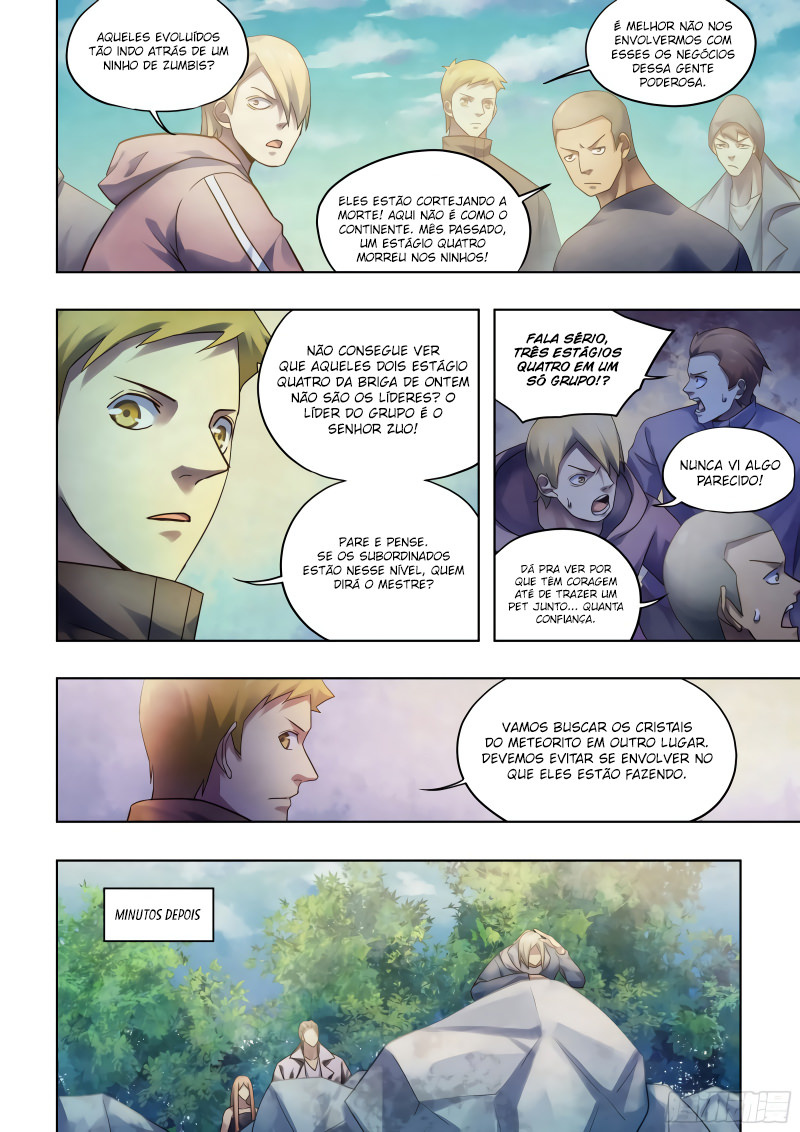 AQUELES EVOLUÍDOS
TÃO INDO ATRÁS DE UM
NINHO DE ZUMBIS?
É MELHOR NÃO NOS
ENVOLVERMOS COM
ESSES OS NEGÓCIOS
DESSA GENTE
PODEROSA.
ELES ESTÃO CORTEJANDO A
MORTE! AQUI NÃO É COMO O
CONTINENTE. MÊS PASSADO,
UM ESTÁGIO QUATRO
MORREU NOS NINHOS!
NÃO CONSEGUE VER
QUE AQUELES DOIS ESTÁGIO
QUATRO DA BRIGA DE ONTEM
NÃO SÃO OS LÍDERES? O
LÍDER DO GRUPO É O
SENHOR ZUO!
PARE E PENSE.
SE OS SUBORDINADOS
ESTÃO NESSE NÍVEL, QUEM
DIRÁ O MESTRE?
FALA SÉRIO,
TRÊS ESTÁGIOS
QUATRO EM UM
SÓ GRUPO!?
NUNCA VI ALGO
PARECIDO!
DÁ PRA VER POR
QUE TÊM CORAGEM
ATÉ DE TRAZER UM
PET JUNTO... QUANTA
CONFIANÇA.
VAMOS BUSCAR OS CRISTAIS
DO METEORITO EM OUTRO LUGAR.
DEVEMOS EVITAR SE ENVOLVER NO
QUE ELES ESTÃO FAZENDO.
MINUTOS DEPOIS